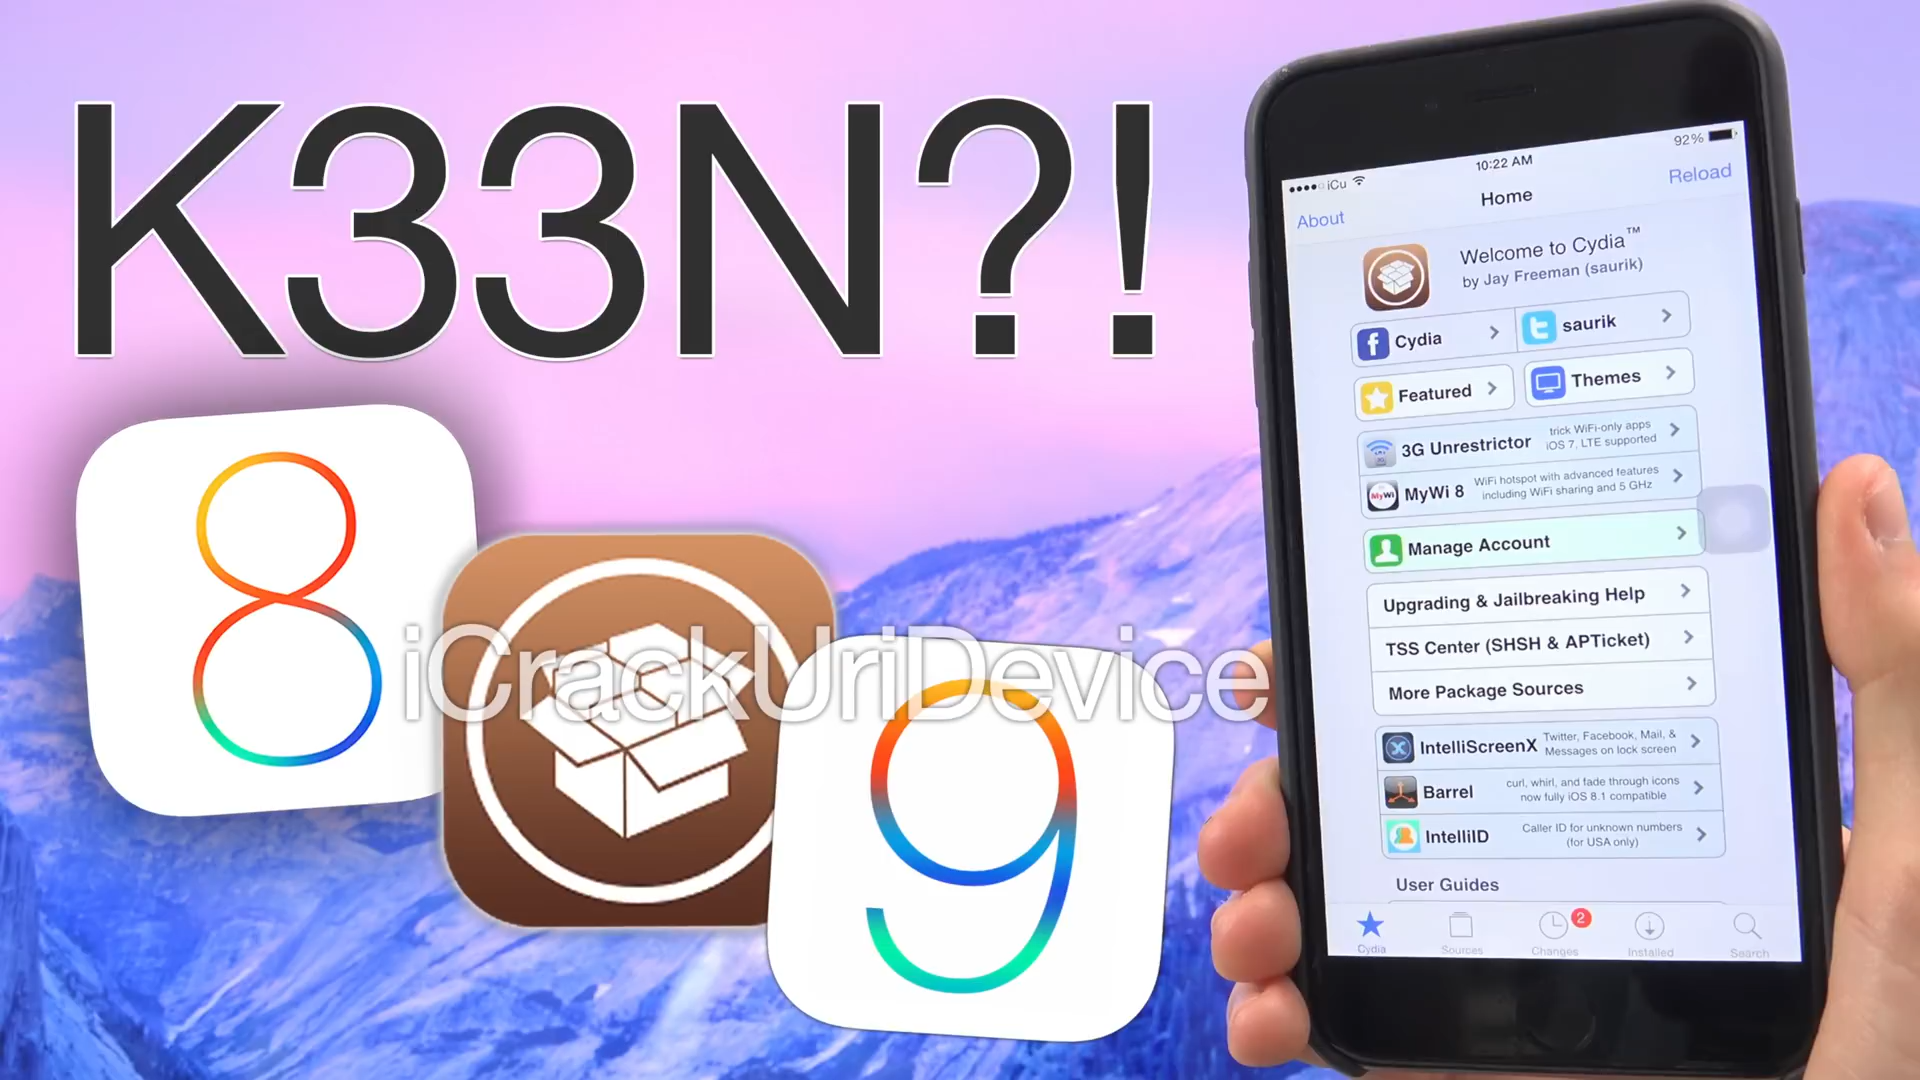 K33N?!
8
iCrackUriDevice
9
iCu
10:22 AM
92%
About
Home
Reload
Welcome to Cydia™
by Jay Freeman (saurik)
Cydia
saurik
Featured
Themes
3G Unrestrictor
trick WiFi-only apps
iOS 7, LTE supported
MyWi
MyWi 8
WiFi hotspot with advanced features
including WiFi sharing and 5 GHz
Manage Account
Upgrading & Jailbreaking Help
TSS Center (SHSH & APTicket)
More Package Sources
IntelliScreenX
Twitter, Facebook, Mail, &
Messages on lock screen
Barrel
curl, whirl, and fade through icons
now fully iOS 8.1 compatible
IntelliID
Caller ID for unknown numbers
(for USA only)
User Guides
2
Cydia
Sources
Changes
Installed
Search